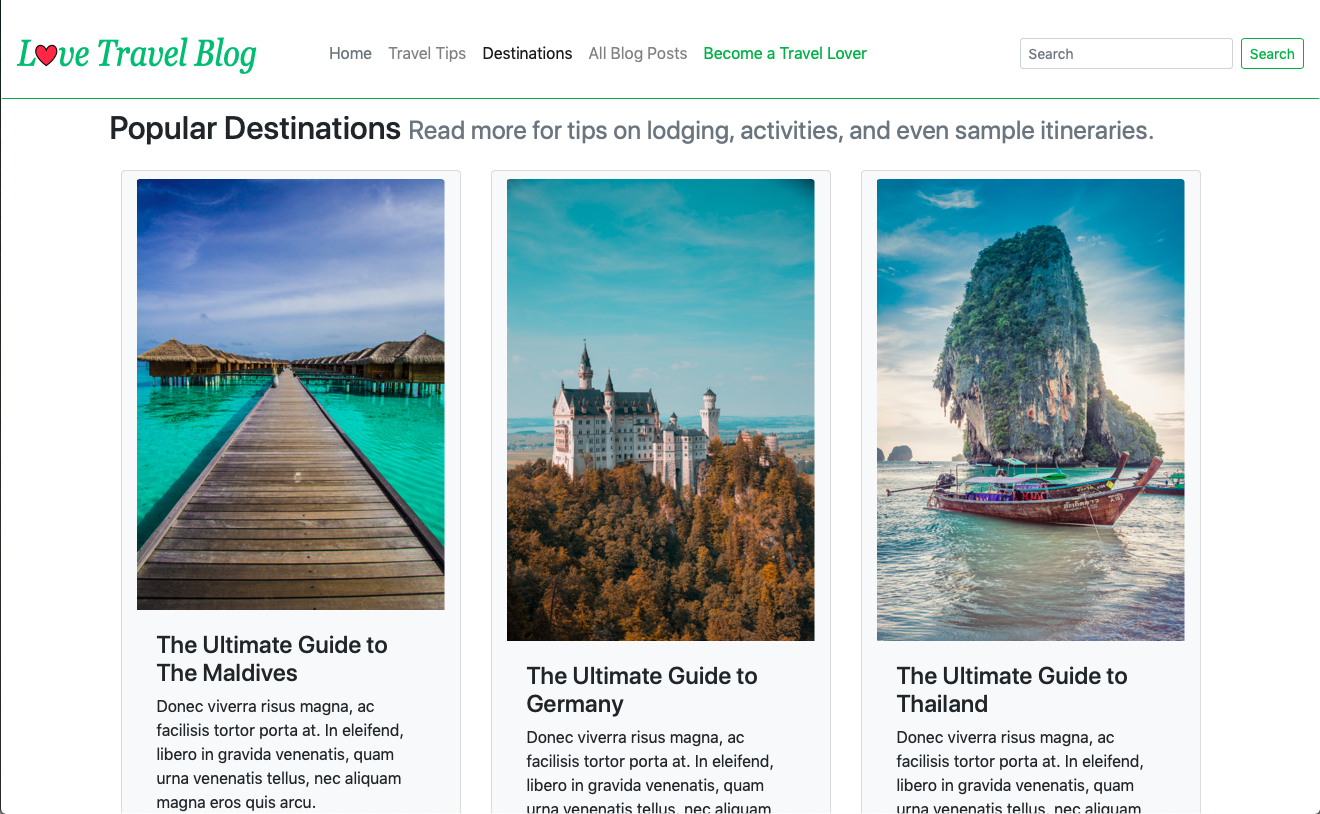 L❤ve Travel Blog
Home Travel Tips Destinations All Blog Posts Become a Travel Lover
Search Search
Popular Destinations Read more for tips on lodging, activities, and even sample itineraries.
The Ultimate Guide to
The Maldives
Donec viverra risus magna, ac
facilisis tortor porta at. In eleifend,
libero in gravida venenatis, quam
urna venenatis tellus, nec aliquam
magna eros quis arcu.
The Ultimate Guide to
Germany
Donec viverra risus magna, ac
facilisis tortor porta at. In eleifend,
libero in gravida venenatis, quam
urna venenatis tellus, nec aliquam
The Ultimate Guide to
Thailand
Donec viverra risus magna, ac
facilisis tortor porta at. In eleifend,
libero in gravida venenatis, quam
urna venenatis tellus, nec aliquam